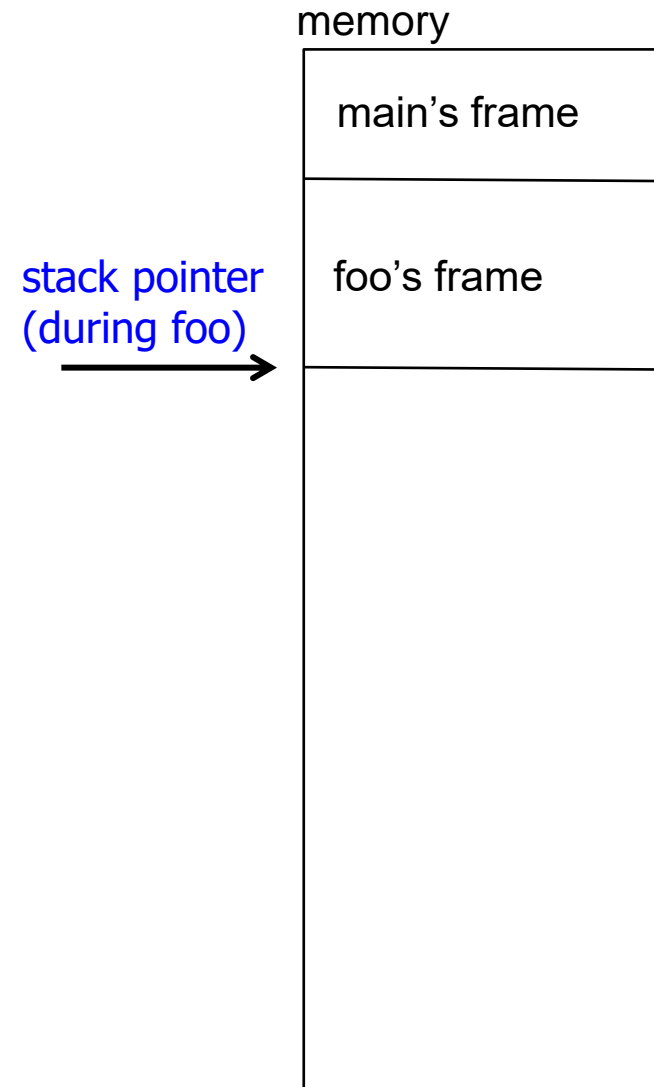 memory
main’s frame
stack pointer
(during foo)
foo’s frame